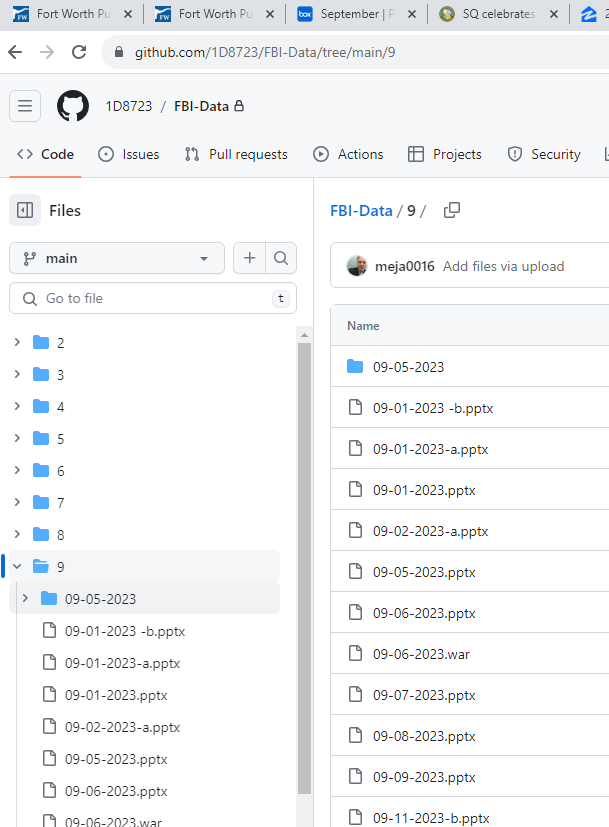 Fort Worth Pu
Fort Worth Pu
box September | P
SQ celebrates
2
github.com/1D8723/FBI-Data/tree/main/9
1D8723 / FBI-Data
Code Issues Pull requests Actions Projects Security
Files
FBI-Data / 9 /
main
meja0016 Add files via upload
Go to file t
Name
2
3
4
5
6
7
8
9
09-05-2023
09-01-2023 -b.pptx
09-01-2023-a.pptx
09-01-2023.pptx
09-02-2023-a.pptx
09-05-2023.pptx
09-06-2023.pptx
09-06-2023.war
09-05-2023
09-01-2023 -b.pptx
09-01-2023-a.pptx
09-01-2023.pptx
09-02-2023-a.pptx
09-05-2023.pptx
09-06-2023.pptx
09-06-2023.war
09-07-2023.pptx
09-08-2023.pptx
09-09-2023.pptx
09-11-2023-b.pptx